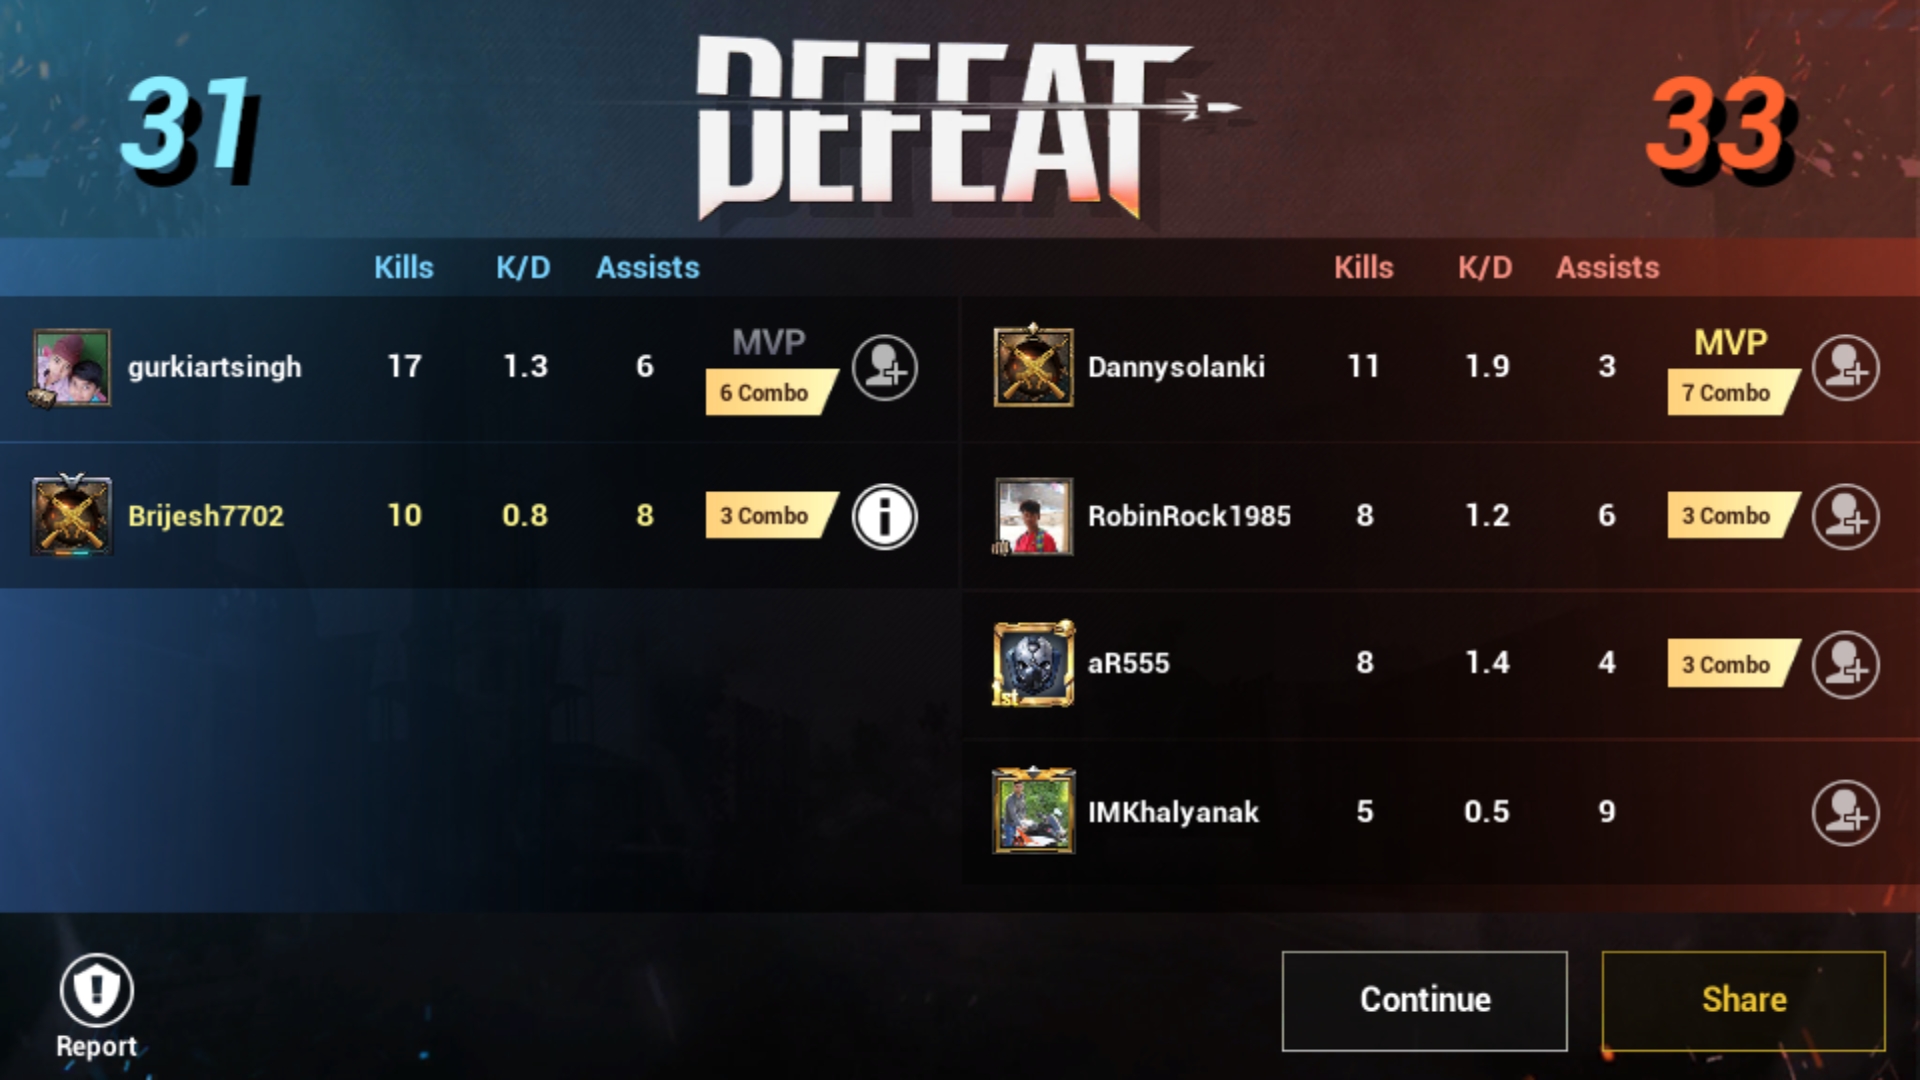 31 DEFEAT 33
Kills K/D Assists Kills K/D Assists
gurkiartsingh 17 1.3 6 MVP 6 Combo
Brijesh7702 10 0.8 8 3 Combo
Dannysolanki 11 1.9 3 MVP 7 Combo
RobinRock1985 8 1.2 6 3 Combo
1st aR555 8 1.4 4 3 Combo
IMKhalyanak 5 0.5 9
Report Continue Share